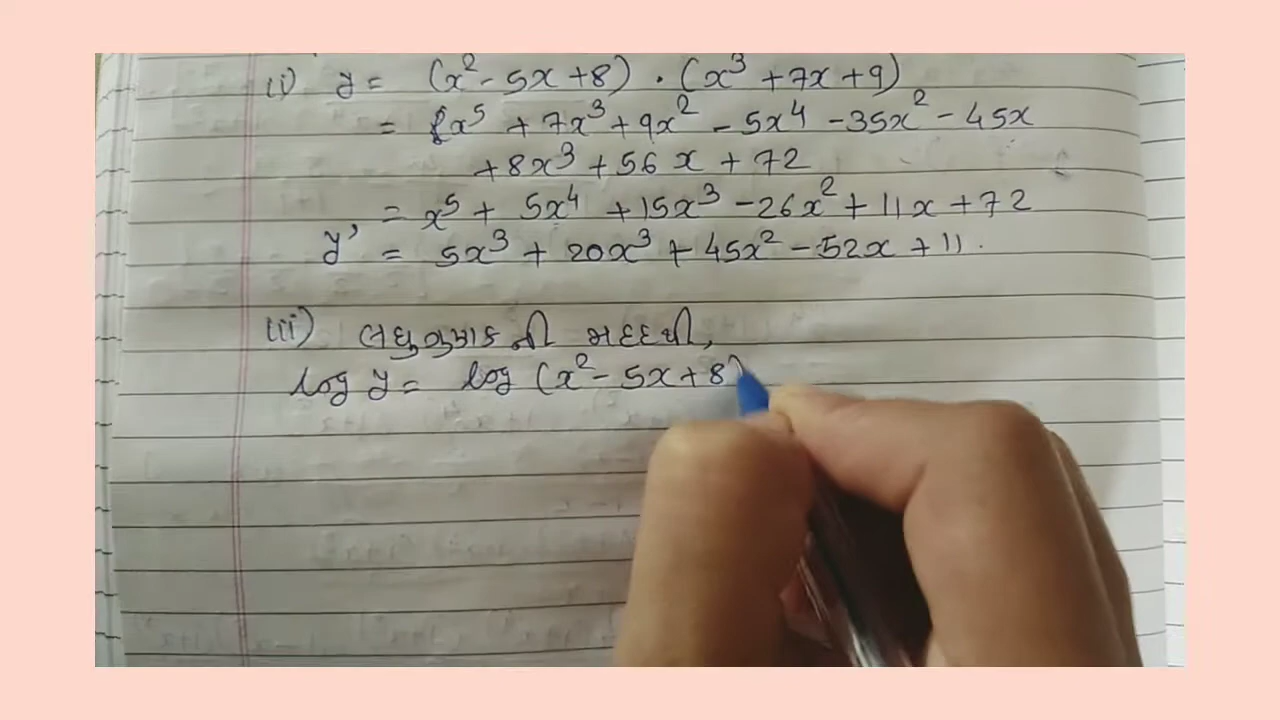 (i) y = (x² - 5x + 8) · (x³ + 7x + 9)
= x⁵ + 7x³ + 9x² - 5x⁴ - 35x² - 45x
+ 8x³ + 56x + 72
= x⁵ + 5x⁴ + 15x³ - 26x² + 11x + 72
y' = 5x³ + 20x³ + 45x² - 52x + 11.
(iii) લઘુગુણક ની મદદથી,
log y = log (x² - 5x + 8)